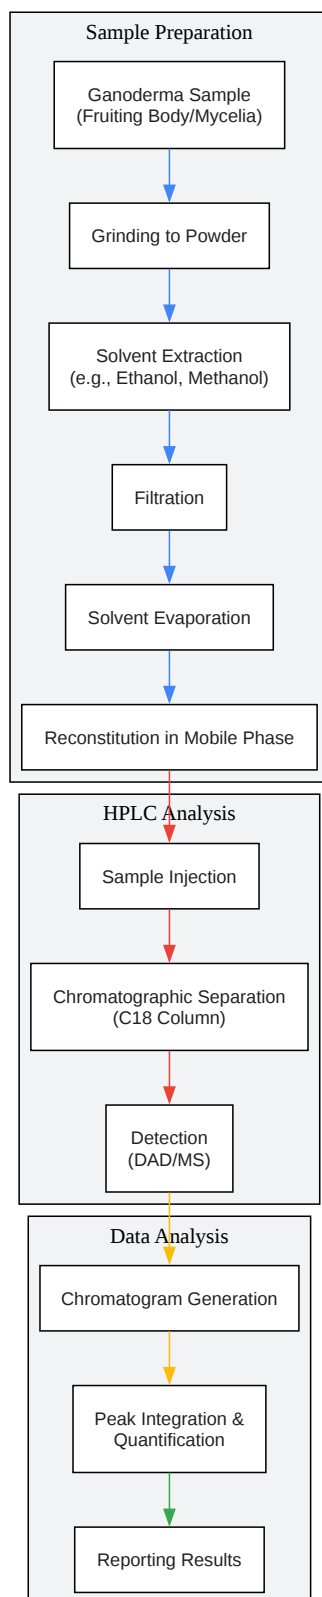 Sample Preparation
Ganoderma Sample
(Fruiting Body/Mycelia)
Grinding to Powder
Solvent Extraction
(e.g., Ethanol, Methanol)
Filtration
Solvent Evaporation
Reconstitution in Mobile Phase
HPLC Analysis
Sample Injection
Chromatographic Separation
(C18 Column)
Detection
(DAD/MS)
Data Analysis
Chromatogram Generation
Peak Integration &
Quantification
Reporting Results